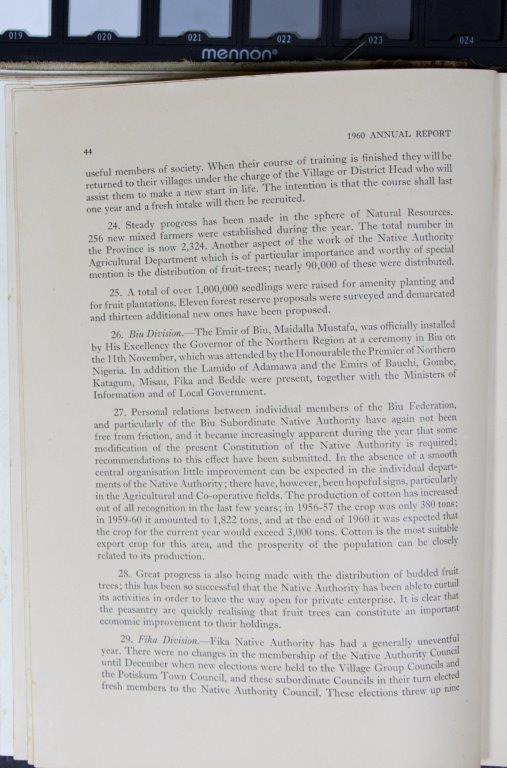 019 020 021 022 023 024
mennon®
1960 ANNUAL REPORT
44
useful members of society. When their course of training is finished they will be
returned to their villages under the charge of the Village or District Head who will
assist them to make a new start in life. The intention is that the course shall last
one year and a fresh intake will then be recruited.
24. Steady progress has been made in the sphere of Natural Resources.
256 new mixed farmers were established during the year. The total number in
the Province is now 2,324. Another aspect of the work of the Native Authority
Agricultural Department which is of particular importance and worthy of special
mention is the distribution of fruit-trees; nearly 90,000 of these were distributed.
25. A total of over 1,000,000 seedlings were raised for amenity planting and
for fruit plantations. Eleven forest reserve proposals were surveyed and demarcated
and thirteen additional new ones have been proposed.
26. Biu Division.—The Emir of Biu, Maidalla Mustafa, was officially installed
by His Excellency the Governor of the Northern Region at a ceremony in Biu on
the 11th November, which was attended by the Honourable the Premier of Northern
Nigeria. In addition the Lamido of Adamawa and the Emirs of Bauchi, Gombe,
Katagum, Misau, Fika and Bedde were present, together with the Ministers of
Information and of Local Government.
27. Personal relations between individual members of the Biu Federation,
and particularly of the Biu Subordinate Native Authority have again not been
free from friction, and it became increasingly apparent during the year that some
modification of the present Constitution of the Native Authority is required;
recommendations to this effect have been submitted. In the absence of a smooth
central organisation little improvement can be expected in the individual depart-
ments of the Native Authority; there have, however, been hopeful signs, particularly
in the Agricultural and Co-operative fields. The production of cotton has increased
out of all recognition in the last few years; in 1956-57 the crop was only 380 tons;
in 1959-60 it amounted to 1,822 tons, and at the end of 1960 it was expected that
the crop for the current year would exceed 3,000 tons. Cotton is the most suitable
export crop for this area, and the prosperity of the population can be closely
related to its production.
28. Great progress is also being made with the distribution of budded fruit
trees; this has been so successful that the Native Authority has been able to curtail
its activities in order to leave the way open for private enterprise. It is clear that
the peasantry are quickly realising that fruit trees can constitute an important
economic improvement to their holdings.
29. Fika Division.—Fika Native Authority has had a generally uneventful
year. There were no changes in the membership of the Native Authority Council
until December when new elections were held to the Village Group Councils and
the Potiskum Town Council, and these subordinate Councils in their turn elected
fresh members to the Native Authority Council. These elections threw up nine